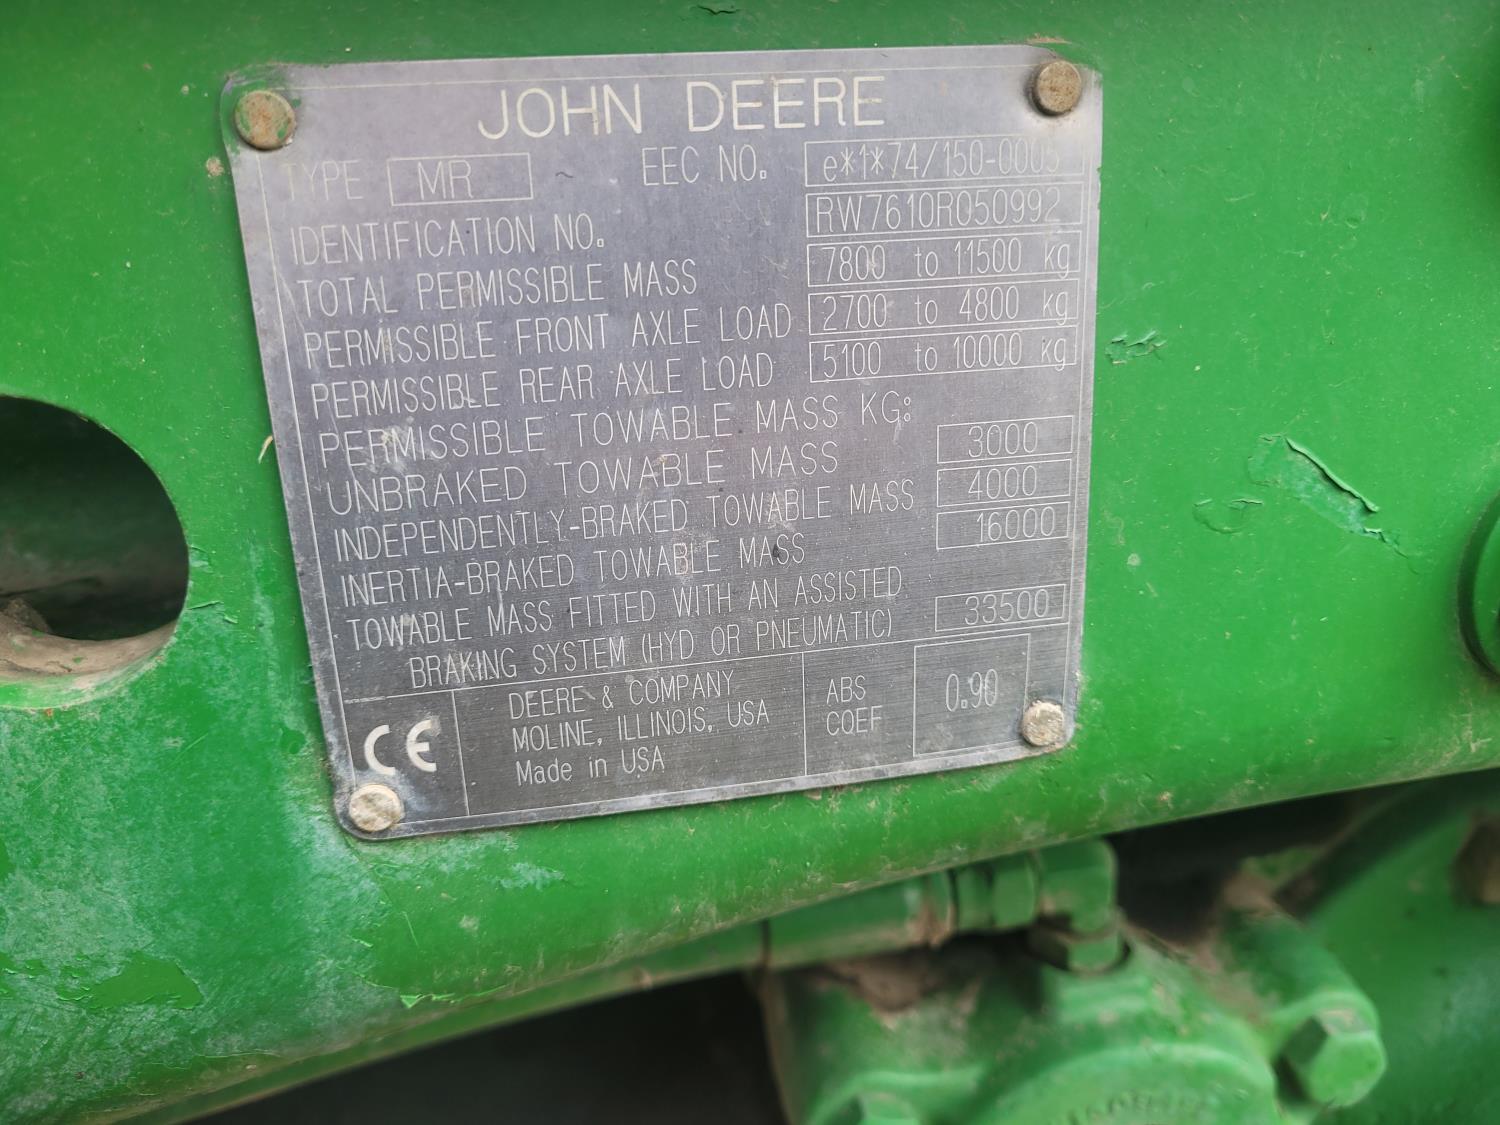 JOHN DEERE
TYPE MR EEC NO. e*1*74/150-0005
IDENTIFICATION NO. RW7610R050992
TOTAL PERMISSIBLE MASS 7800 to 11500 kg
PERMISSIBLE FRONT AXLE LOAD 2700 to 4800 kg
PERMISSIBLE REAR AXLE LOAD 5100 to 10000 kg
PERMISSIBLE TOWABLE MASS KG:
UNBRAKED TOWABLE MASS 3000
INDEPENDENTLY-BRAKED TOWABLE MASS 4000
INERTIA-BRAKED TOWABLE MASS 16000
TOWABLE MASS FITTED WITH AN ASSISTED
BRAKING SYSTEM (HYD OR PNEUMATIC) 33500
CE
DEERE & COMPANY
MOLINE, ILLINOIS, USA
Made in USA
ABS
COEF
0.90